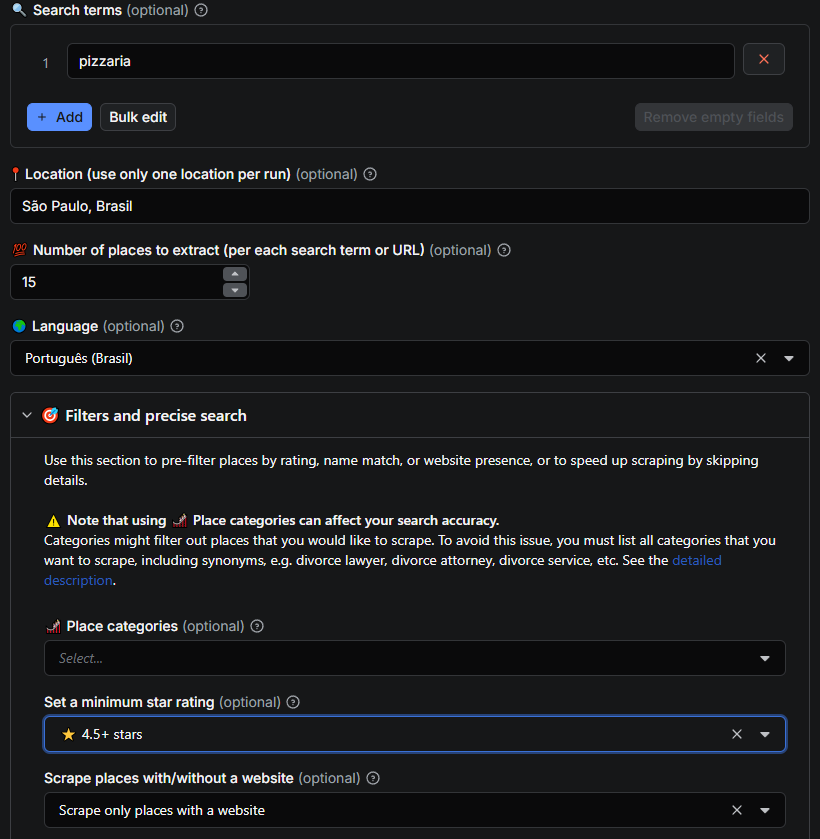 🔍 Search terms (optional) ?
1 pizzaria
+ Add Bulk edit Remove empty fields
📍 Location (use only one location per run) (optional) ?
São Paulo, Brasil
💯 Number of places to extract (per each search term or URL) (optional) ?
15
🌍 Language (optional) ?
Português (Brasil)
🎯 Filters and precise search
Use this section to pre-filter places by rating, name match, or website presence, or to speed up scraping by skipping
details.
⚠️ Note that using 🎢 Place categories can affect your search accuracy.
Categories might filter out places that you would like to scrape. To avoid this issue, you must list all categories that you
want to scrape, including synonyms, e.g. divorce lawyer, divorce attorney, divorce service, etc. See the detailed
description.
🎢 Place categories (optional) ?
Select...
Set a minimum star rating (optional) ?
⭐ 4.5+ stars
Scrape places with/without a website (optional) ?
Scrape only places with a website